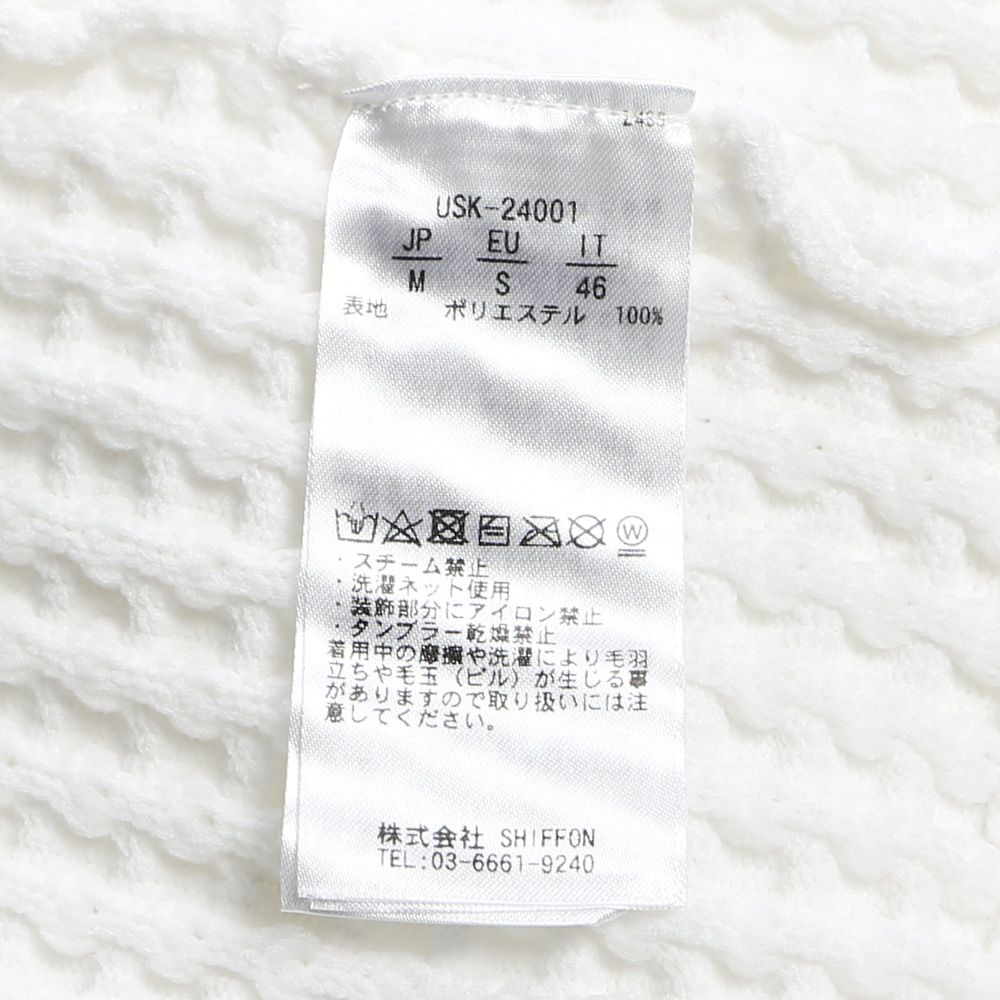 USK-24001
JP EU IT
M S 46
表地 ポリエステル 100%
W
・スチーム禁止
・洗濯ネット使用
・装飾部分にアイロン禁止
・タンブラー乾燥禁止
着用中の摩擦や洗濯により毛羽
立ちや毛玉（ピル）が生じる事
がありますので取り扱いには注
意してください。
株式会社 SHIFFON
TEL:03-6661-9240